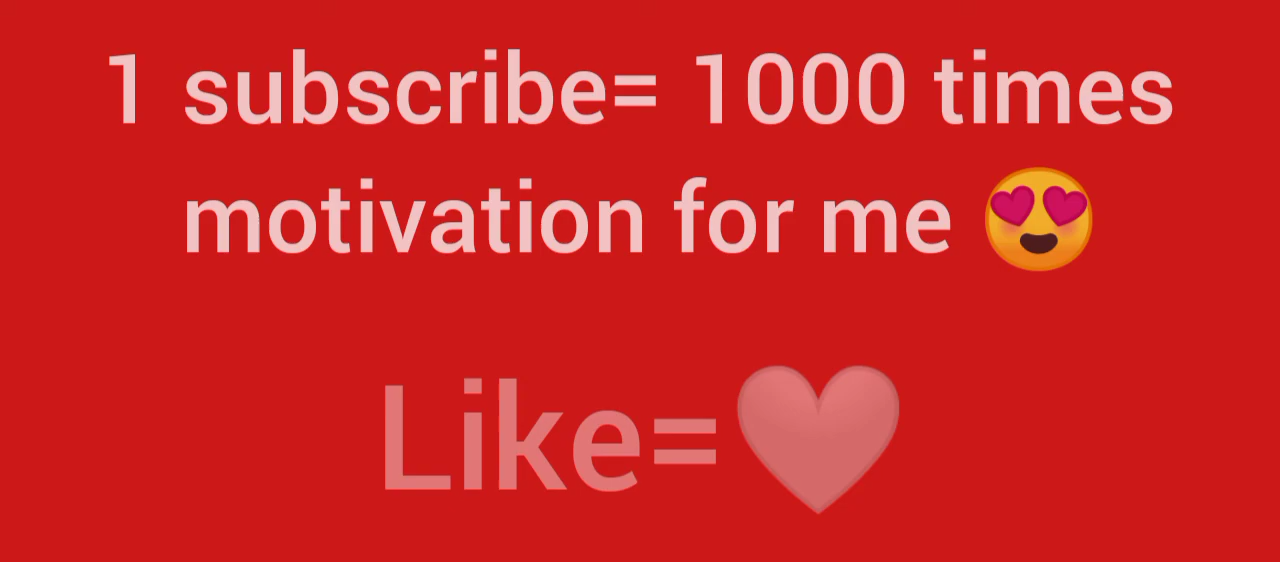 1 subscribe= 1000 times
motivation for me 😍
Like=🤍